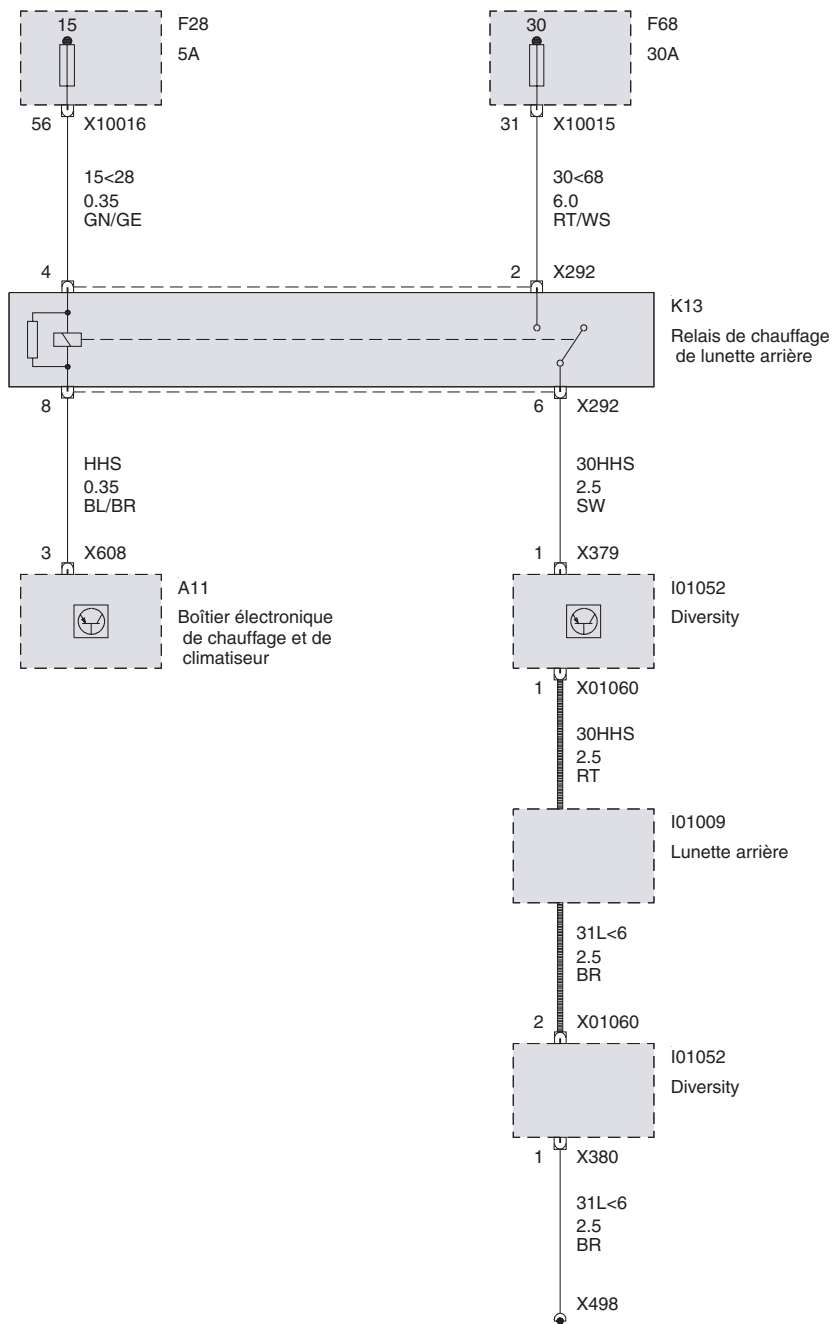 15
F28
5A
56 X10016
15<28
0.35
GN/GE
30
F68
30A
31 X10015
30<68
6.0
RT/WS
4
2 X292
K13
Relais de chauffage
de lunette arrière
8
6 X292
HHS
0.35
BL/BR
30HHS
2.5
SW
3 X608
A11
Boîtier électronique
de chauffage et de
climatiseur
1 X379
I01052
Diversity
1 X01060
30HHS
2.5
RT
I01009
Lunette arrière
31L<6
2.5
BR
2 X01060
I01052
Diversity
1 X380
31L<6
2.5
BR
X498